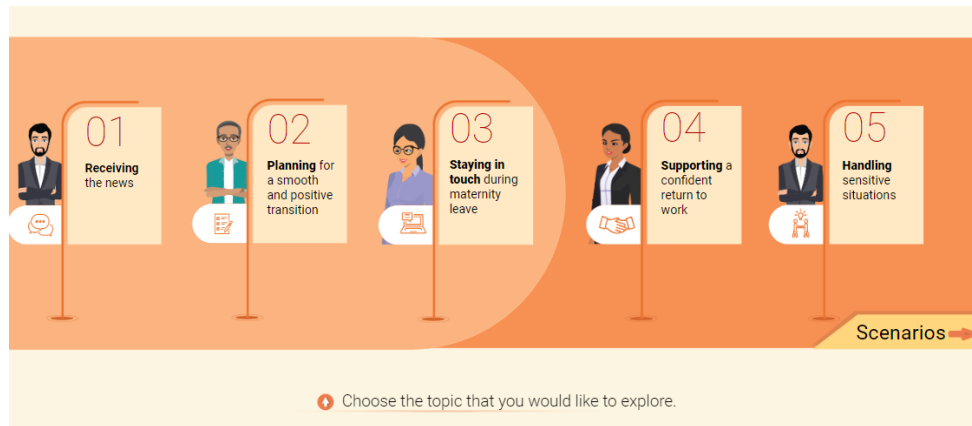 01
Receiving
the news
02
Planning for
a smooth
and positive
transition
03
Staying in
touch during
maternity
leave
04
Supporting a
confident
return to
work
05
Handling
sensitive
situations
Scenarios
Choose the topic that you would like to explore.